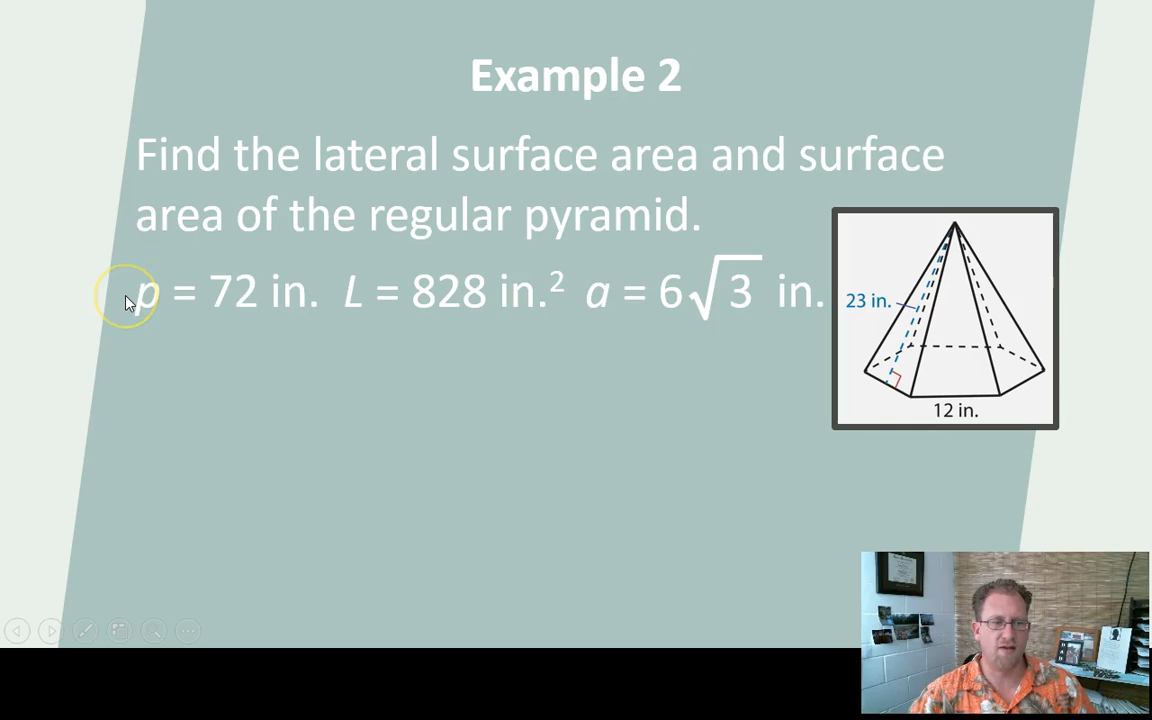 Example 2
Find the lateral surface area and surface
area of the regular pyramid.
p = 72 in. L = 828 in.² a = 6√3 in.
23 in.
12 in.